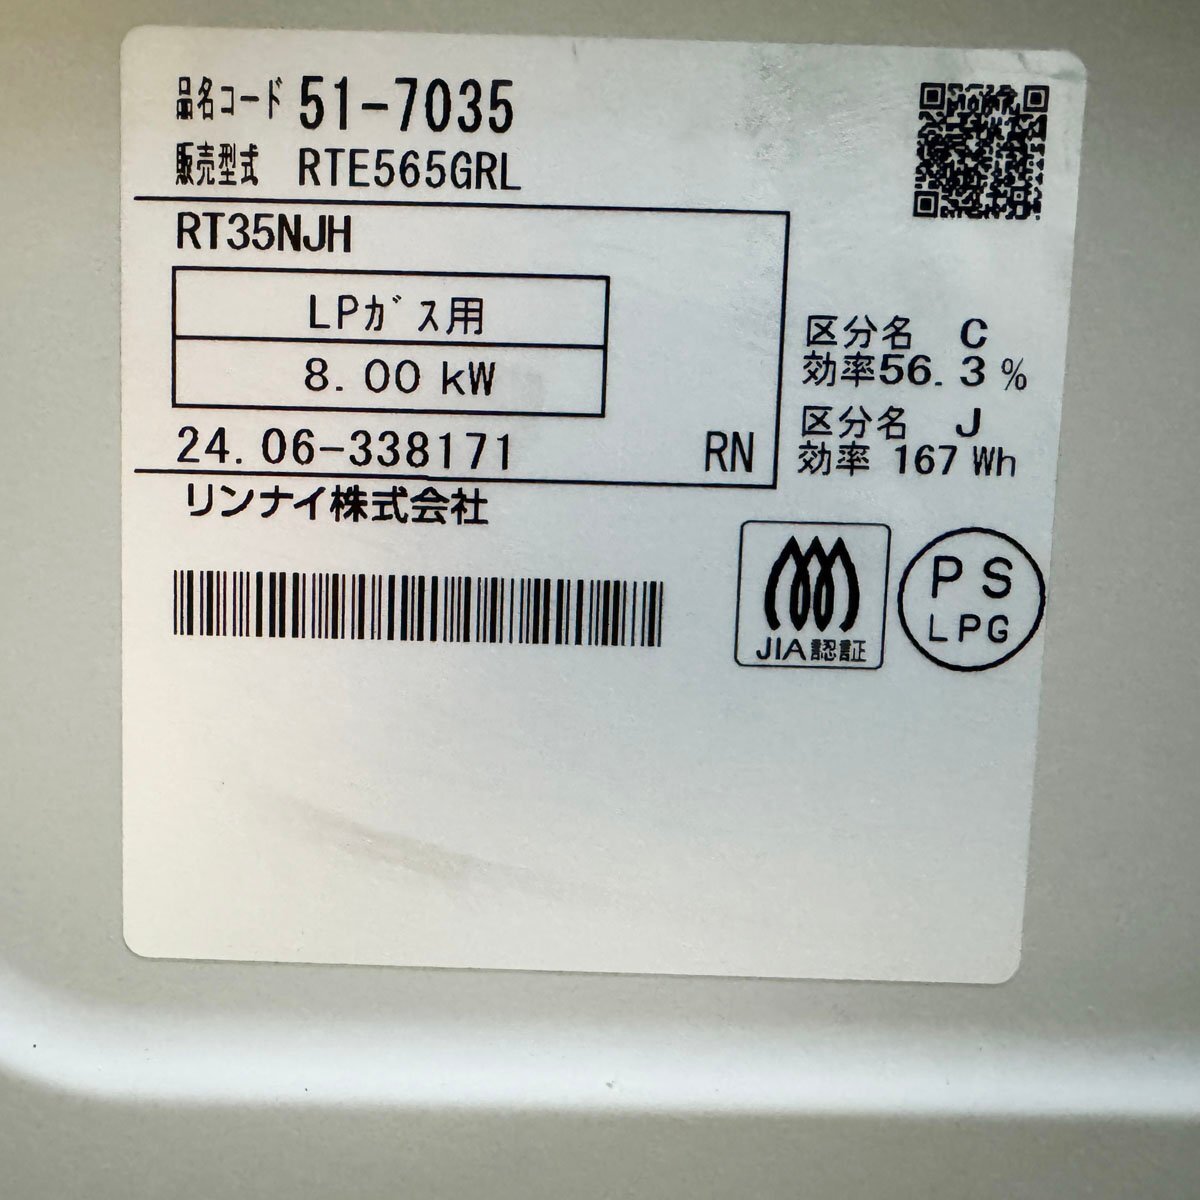 品名コード 51-7035
販売型式 RTE565GRL
RT35NJH
LPガス用
8.00 kW
24.06-338171 RN
リンナイ株式会社
区分名 C
効率56.3%
区分名 J
効率 167 Wh
JIA認証
PS
LPG